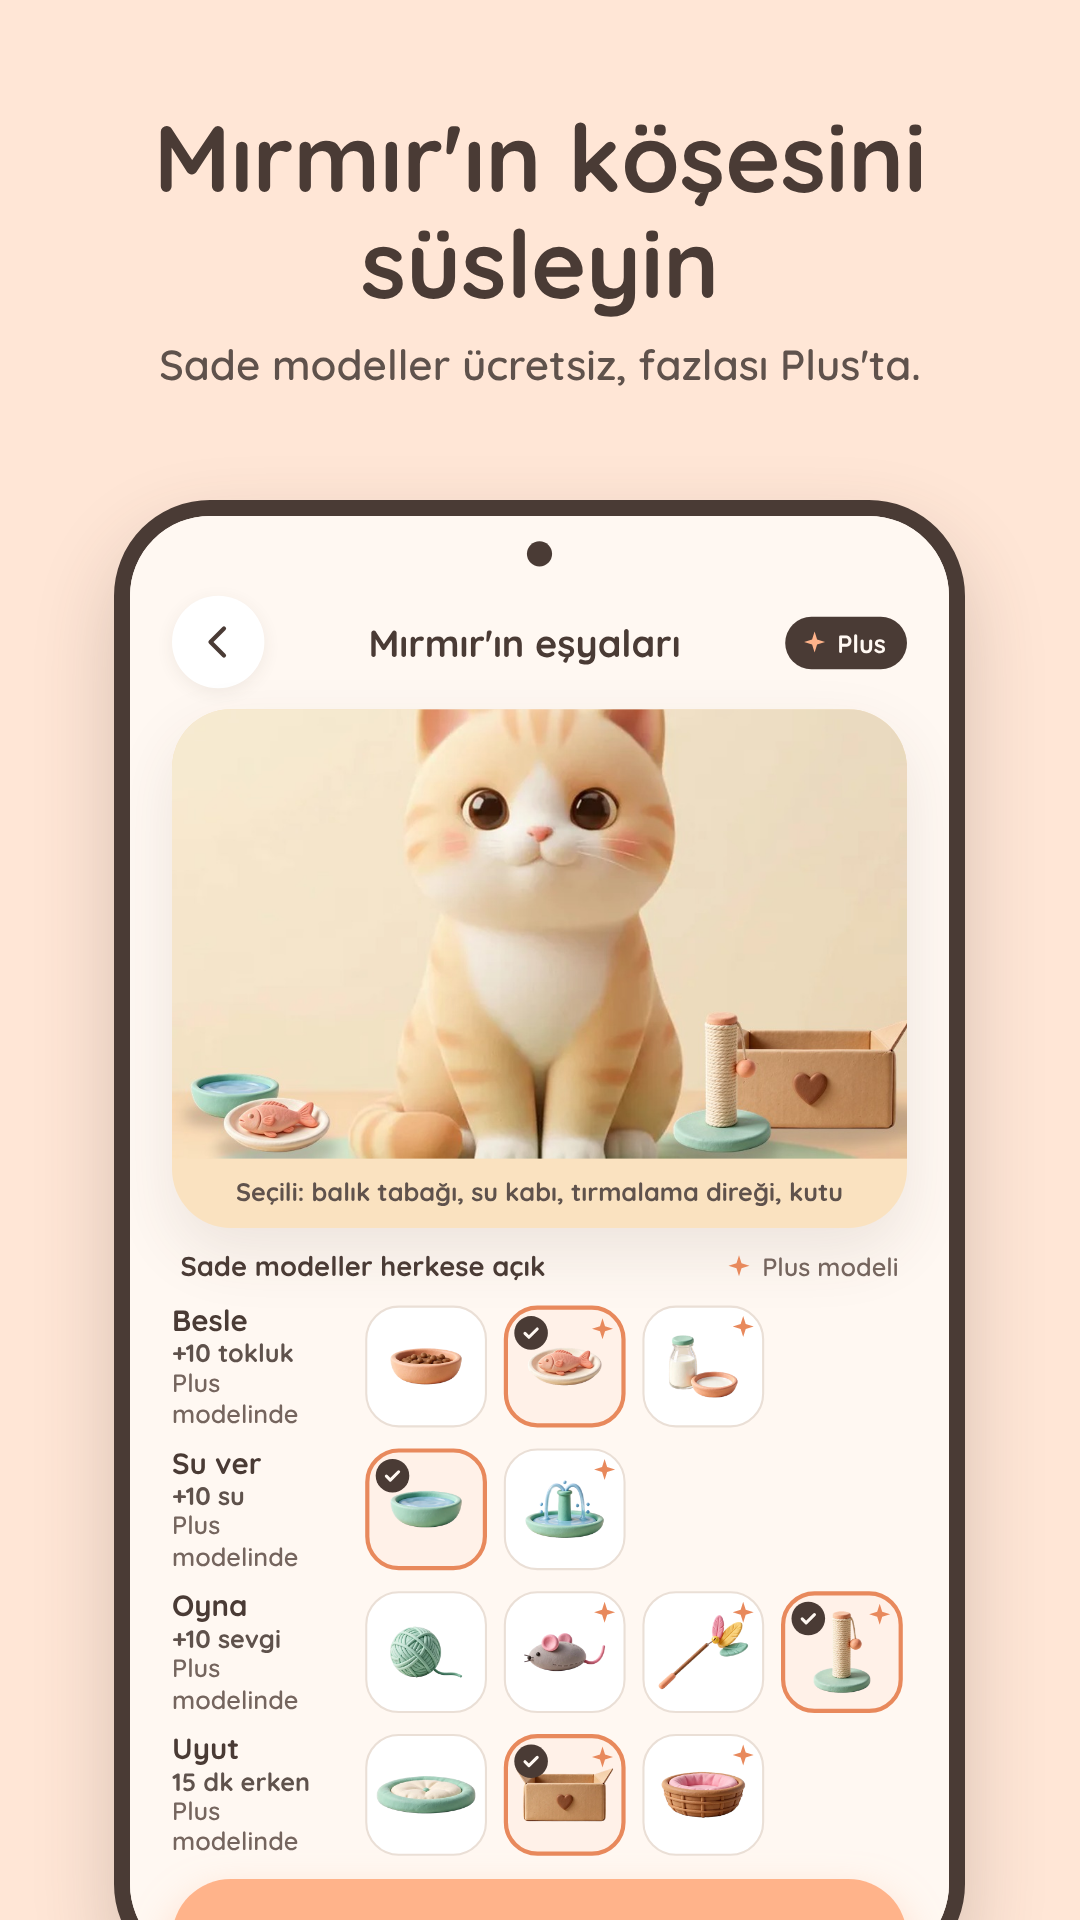 Mırmır'ın köşesini
süsleyin
Sade modeller ücretsiz, fazlası Plus'ta.
Mırmır'ın eşyaları
Plus
Seçili: balık tabağı, su kabı, tırmalama direği, kutu
Sade modeller herkese açık
Plus modeli
Besle
+10 tokluk
Plus
modelinde
Su ver
+10 su
Plus
modelinde
Oyna
+10 sevgi
Plus
modelinde
Uyut
15 dk erken
Plus
modelinde